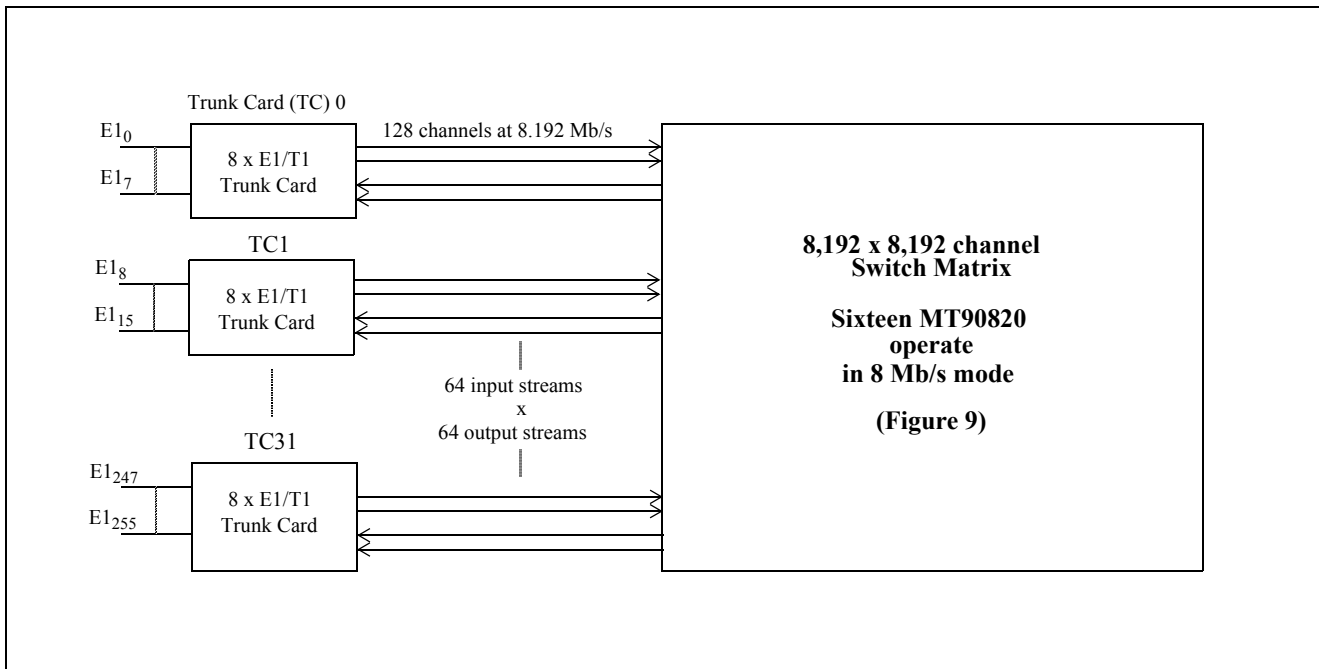 Trunk Card (TC) 0
E1₀
E1₇
8 x E1/T1
Trunk Card
128 channels at 8.192 Mb/s
TC1
E1₈
E1₁₅
8 x E1/T1
Trunk Card
64 input streams
x
64 output streams
TC31
E1₂₄₇
E1₂₅₅
8 x E1/T1
Trunk Card
8,192 x 8,192 channel
Switch Matrix
Sixteen MT90820
operate
in 8 Mb/s mode
(Figure 9)